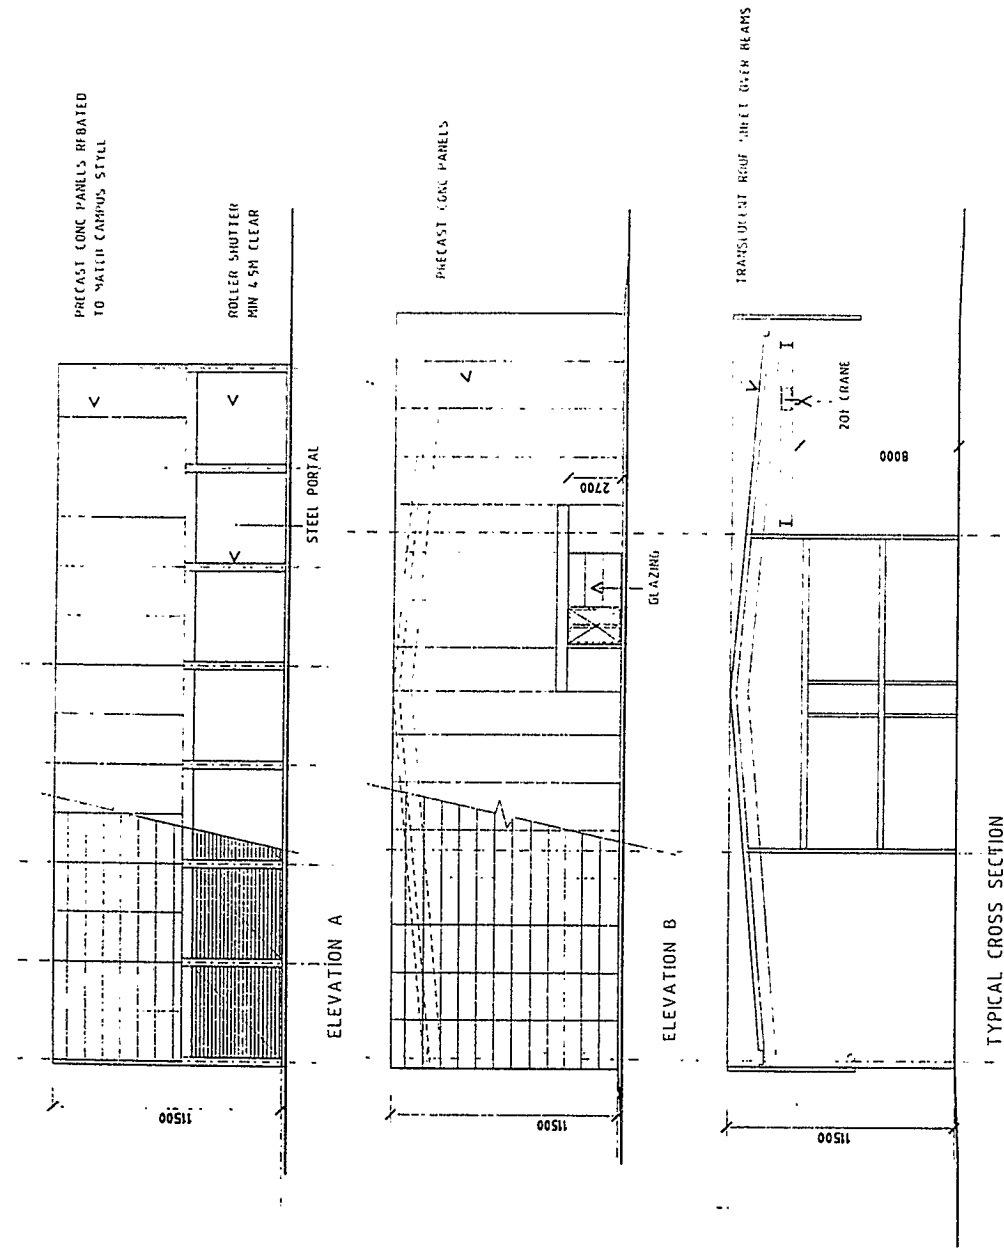 PRECAST CONC PANELS REBATED
TO MATCH CAMPUS STYLE
ROLLER SHUTTER
MIN 4.5M CLEAR
STEEL PORTAL
11500
ELEVATION A
PRECAST CONC PANELS
2700
GLAZING
11500
ELEVATION B
TRANSLUCENT ROOF SHEET OVER BEAMS
20T CRANE
8000
11500
TYPICAL CROSS SECTION